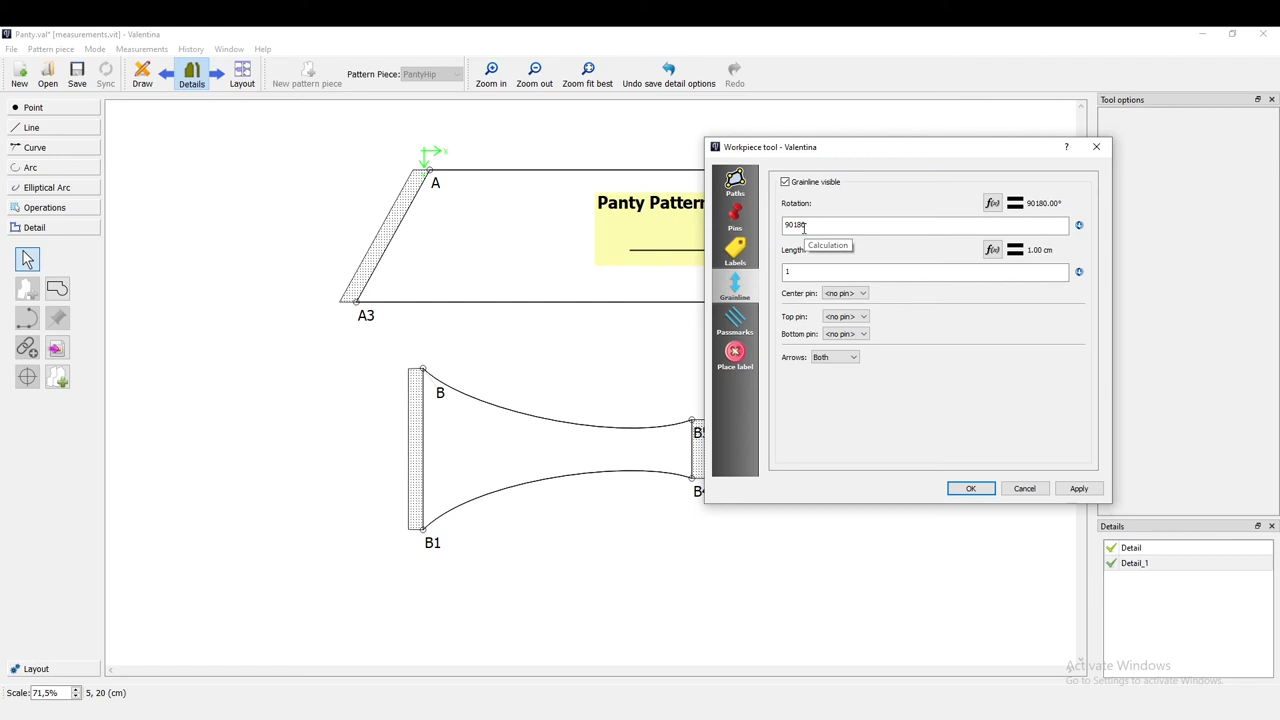 Panty.val* [measurements.vit] - Valentina
File Pattern piece Mode Measurements History Window Help
New Open Save Sync Draw Details Layout New pattern piece Pattern Piece: PantyHip Zoom in Zoom out Zoom fit best Undo save detail options Redo
Point
Line
Curve
Arc
Elliptical Arc
Operations
Detail
Layout
Scale: 71,5% 5, 20 (cm)
x
A
Panty Pattern
A3
B
B5
B4
B1
Workpiece tool - Valentina
?
Paths
Pins
Labels
Grainline
Passmarks
Place label
Grainline visible
Rotation: f(x) 90180.00°
90180
Calculation
Length: f(x) 1.00 cm
1
Center pin: <no pin>
Top pin: <no pin>
Bottom pin: <no pin>
Arrows: Both
OK Cancel Apply
Tool options
Details
Detail
Detail_1
Activate Windows
Go to Settings to activate Windows.